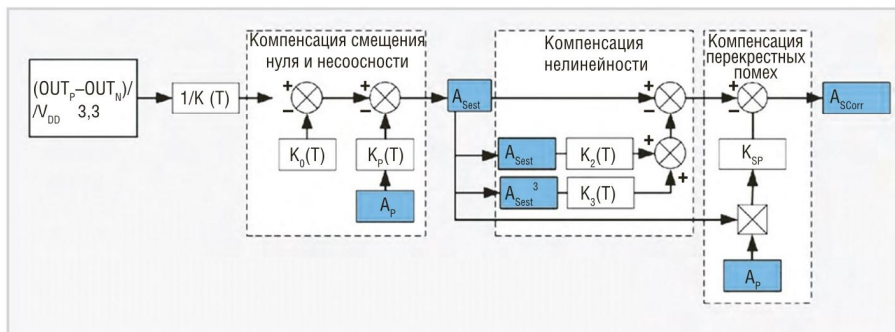 Компенсация смещения
нуля и несоосности
Компенсация
нелинейности
Компенсация
перекрестных
помех
(OUTP–OUTN)/
/VDD 3,3
1/K (T)
+
−
+
−
ASest
+
−
+
−
ASCorr
K0(T)
KP(T)
ASest
K2(T)
+
+
KSP
ASest3
K3(T)
AP
AP